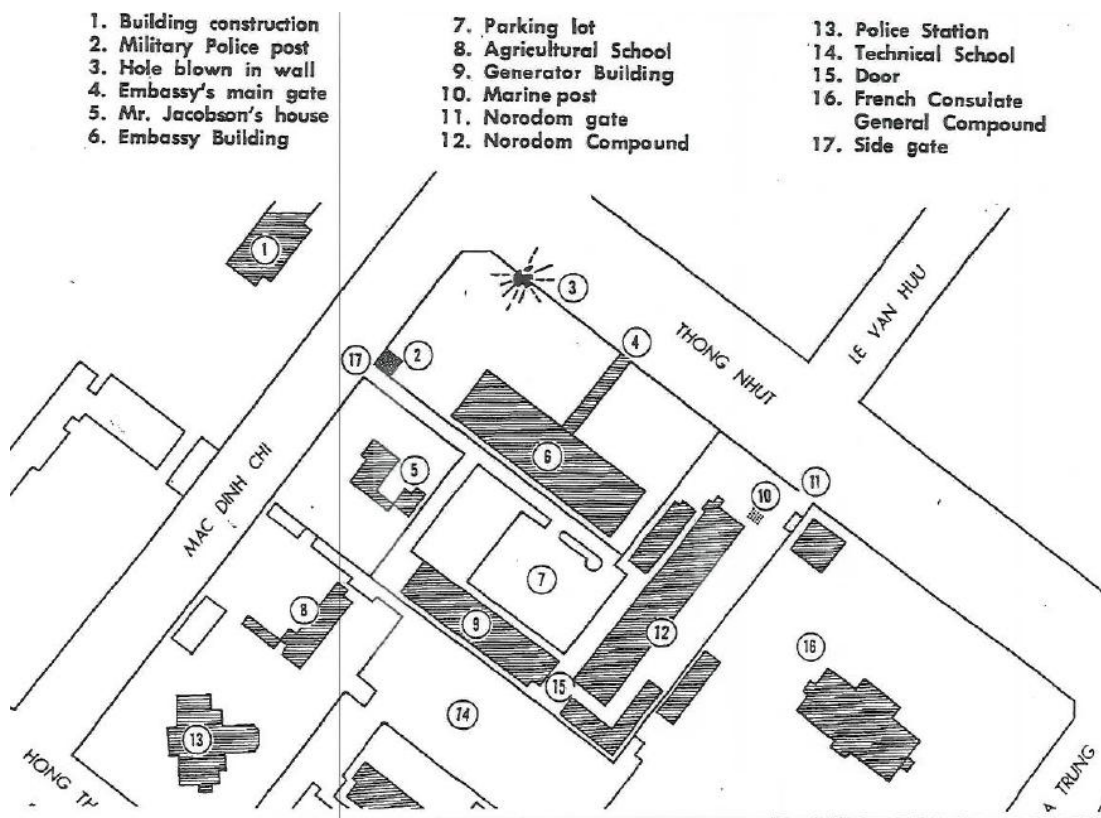 1. Building construction
2. Military Police post
3. Hole blown in wall
4. Embassy's main gate
5. Mr. Jacobson's house
6. Embassy Building
7. Parking lot
8. Agricultural School
9. Generator Building
10. Marine post
11. Norodom gate
12. Norodom Compound
13. Police Station
14. Technical School
15. Door
16. French Consulate
General Compound
17. Side gate
1
3
2
17
4
THONG NHUT
LE VAN HUU
MAC DINH CHI
5
6
10
11
7
8
9
12
16
15
14
13
HONG TH
A TRUNG